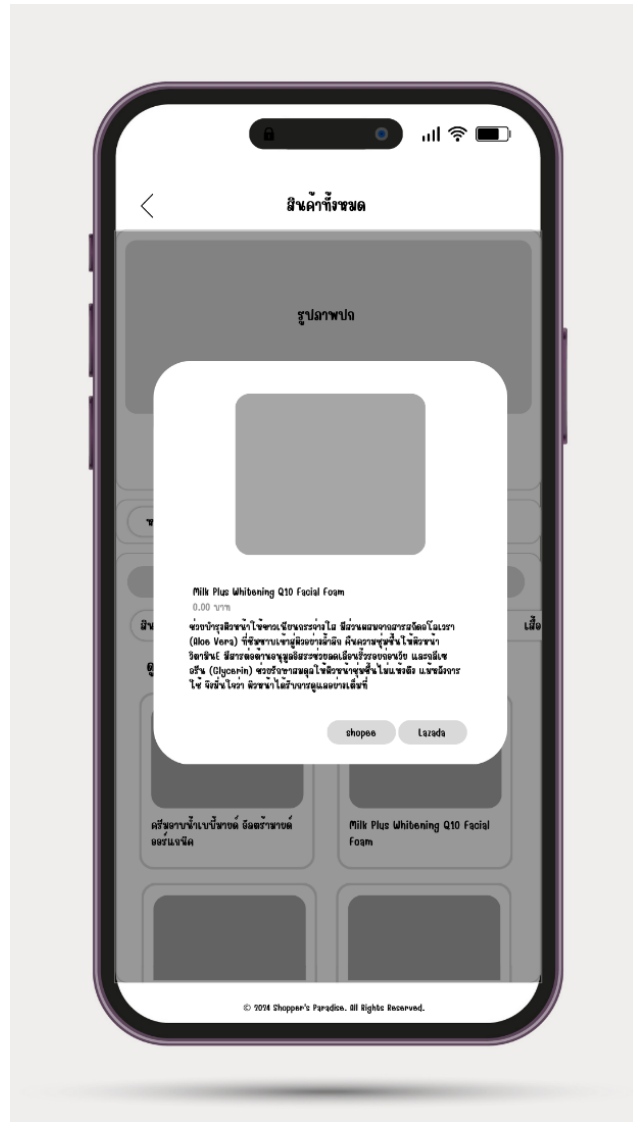 สินค้าทั้งหมด
รูปภาพปก
Milk Plus Whitening Q10 Facial Foam
0.00 บาท
ช่วยบำรุงผิวหน้าให้ขาวเนียนกระจ่างใส มีส่วนผสมจากสารสกัดอโลเวรา
(Aloe Vera) ที่ซึมซาบเข้าสู่ผิวอย่างล้ำลึก คืนความชุ่มชื้นให้ผิวหน้า
วิตามินE มีสารต่อต้านอนุมูลอิสระช่วยลดเลือนริ้วรอยก่อนวัย และกลีเซ
อรีน (Glycerin) ช่วยรักษาสมดุลให้ผิวหน้าชุ่มชื้นไม่แห้งตึง แม้หลังการ
ใช้ จึงมั่นใจว่า ผิวหน้าได้รับการดูแลอย่างเต็มที่
shopee Lazada
สิน
เสื้อ
ครีมอาบน้ำเบบี้มายด์ อัลตร้ามายด์
ออร์แกนิค
Milk Plus Whitening Q10 Facial
Foam
© 2024 Shopper's Paradise. All Rights Reserved.